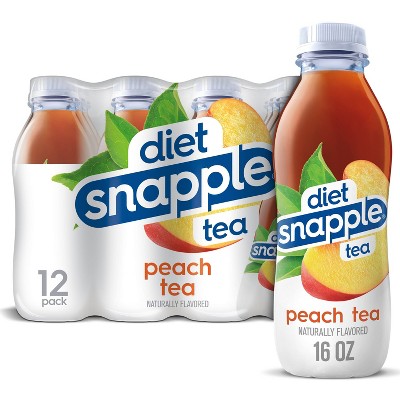 diet
snapple
tea
peach
tea
NATURALLY FLAVORED
12
pack
diet
snapple
tea
peach tea
NATURALLY FLAVORED
16 OZ